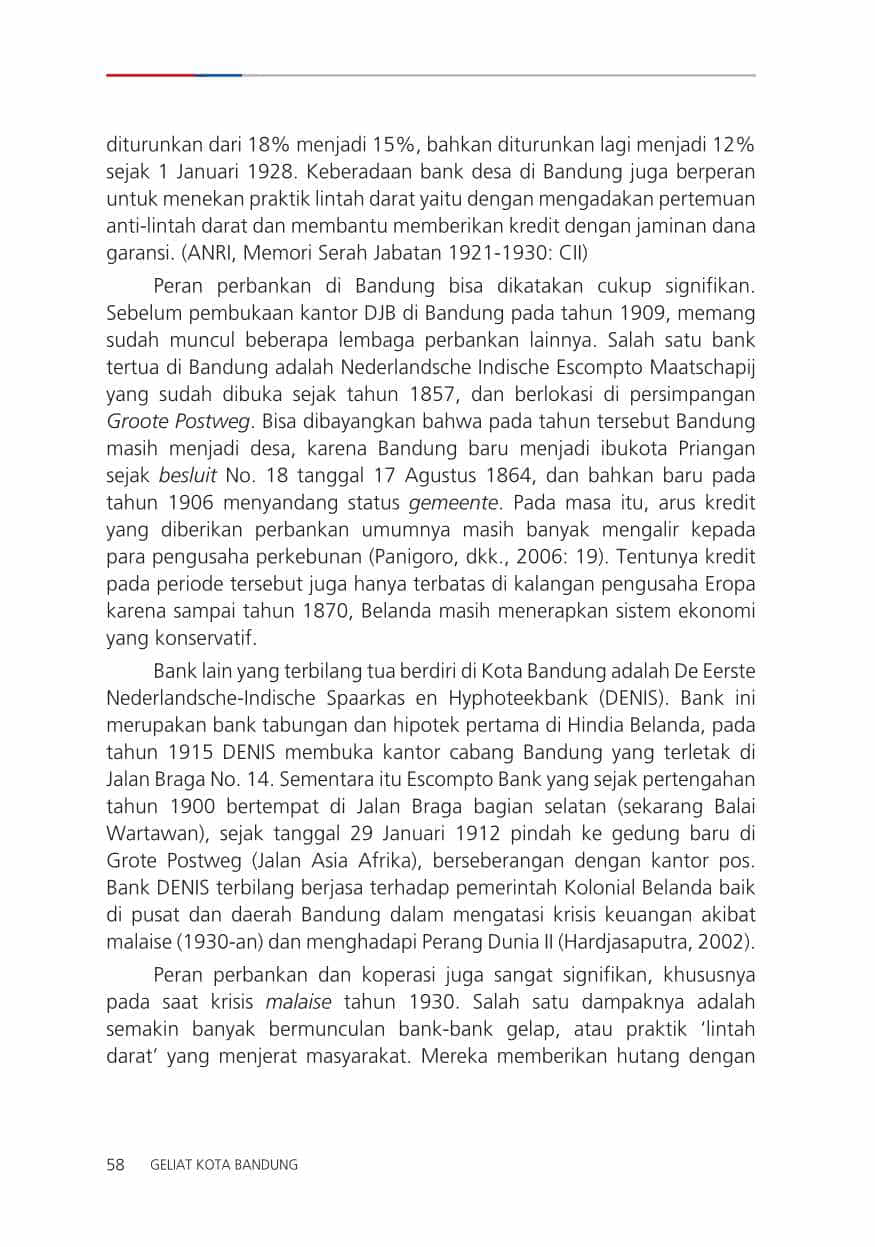 diturunkan dari 18% menjadi 15%, bahkan diturunkan lagi menjadi 12%
sejak 1 Januari 1928. Keberadaan bank desa di Bandung juga berperan
untuk menekan praktik lintah darat yaitu dengan mengadakan pertemuan
anti-lintah darat dan membantu memberikan kredit dengan jaminan dana
garansi. (ANRI, Memori Serah Jabatan 1921-1930: CII)
Peran perbankan di Bandung bisa dikatakan cukup signifikan.
Sebelum pembukaan kantor DJB di Bandung pada tahun 1909, memang
sudah muncul beberapa lembaga perbankan lainnya. Salah satu bank
tertua di Bandung adalah Nederlandsche Indische Escompto Maatschapij
yang sudah dibuka sejak tahun 1857, dan berlokasi di persimpangan
Groote Postweg. Bisa dibayangkan bahwa pada tahun tersebut Bandung
masih menjadi desa, karena Bandung baru menjadi ibukota Priangan
sejak besluit No. 18 tanggal 17 Agustus 1864, dan bahkan baru pada
tahun 1906 menyandang status gemeente. Pada masa itu, arus kredit
yang diberikan perbankan umumnya masih banyak mengalir kepada
para pengusaha perkebunan (Panigoro, dkk., 2006: 19). Tentunya kredit
pada periode tersebut juga hanya terbatas di kalangan pengusaha Eropa
karena sampai tahun 1870, Belanda masih menerapkan sistem ekonomi
yang konservatif.
Bank lain yang terbilang tua berdiri di Kota Bandung adalah De Eerste
Nederlandsche-Indische Spaarkas en Hyphoteekbank (DENIS). Bank ini
merupakan bank tabungan dan hipotek pertama di Hindia Belanda, pada
tahun 1915 DENIS membuka kantor cabang Bandung yang terletak di
Jalan Braga No. 14. Sementara itu Escompto Bank yang sejak pertengahan
tahun 1900 bertempat di Jalan Braga bagian selatan (sekarang Balai
Wartawan), sejak tanggal 29 Januari 1912 pindah ke gedung baru di
Grote Postweg (Jalan Asia Afrika), berseberangan dengan kantor pos.
Bank DENIS terbilang berjasa terhadap pemerintah Kolonial Belanda baik
di pusat dan daerah Bandung dalam mengatasi krisis keuangan akibat
malaise (1930-an) dan menghadapi Perang Dunia II (Hardjasaputra, 2002).
Peran perbankan dan koperasi juga sangat signifikan, khususnya
pada saat krisis malaise tahun 1930. Salah satu dampaknya adalah
semakin banyak bermunculan bank-bank gelap, atau praktik ‘lintah
darat’ yang menjerat masyarakat. Mereka memberikan hutang dengan
58 GELIAT KOTA BANDUNG